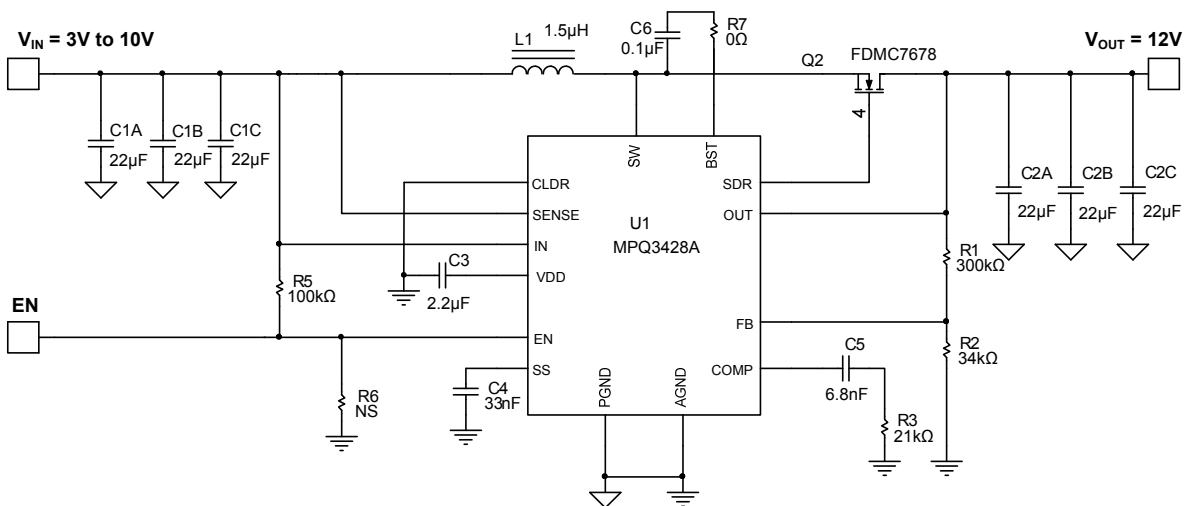 V_IN = 3V to 10V
L1 1.5µH
C6
0.1µF
R7
0Ω
Q2
FDMC7678
V_OUT = 12V
4
C1A
22µF
C1B
22µF
C1C
22µF
SW
BST
CLDR
SDR
SENSE
OUT
U1
MPQ3428A
IN
VDD
C3
2.2µF
C2A
22µF
C2B
22µF
C2C
22µF
R5
100kΩ
R1
300kΩ
EN
EN
FB
SS
COMP
C4
33nF
R6
NS
PGND
AGND
C5
6.8nF
R2
34kΩ
R3
21kΩ